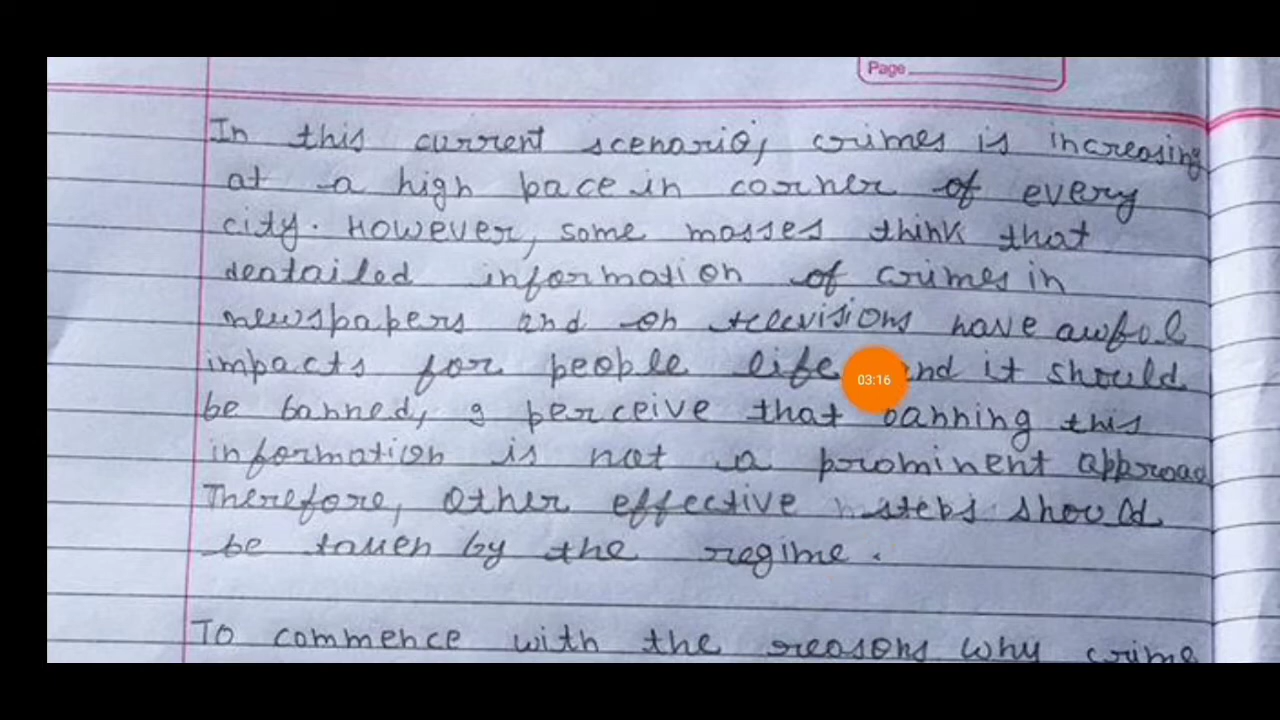 Page
In this current scenario, crimes is increasing
at a high pace in corner of every
city. However, some masses think that
deatailed information of crimes in
newspapers and on televisions have awful
impacts for people life and it should
03:16
be banned, I perceive that banning this
information is not a prominent approac
Therefore, other effective steps should
be taken by the regime.
To commence with the reasons why crime